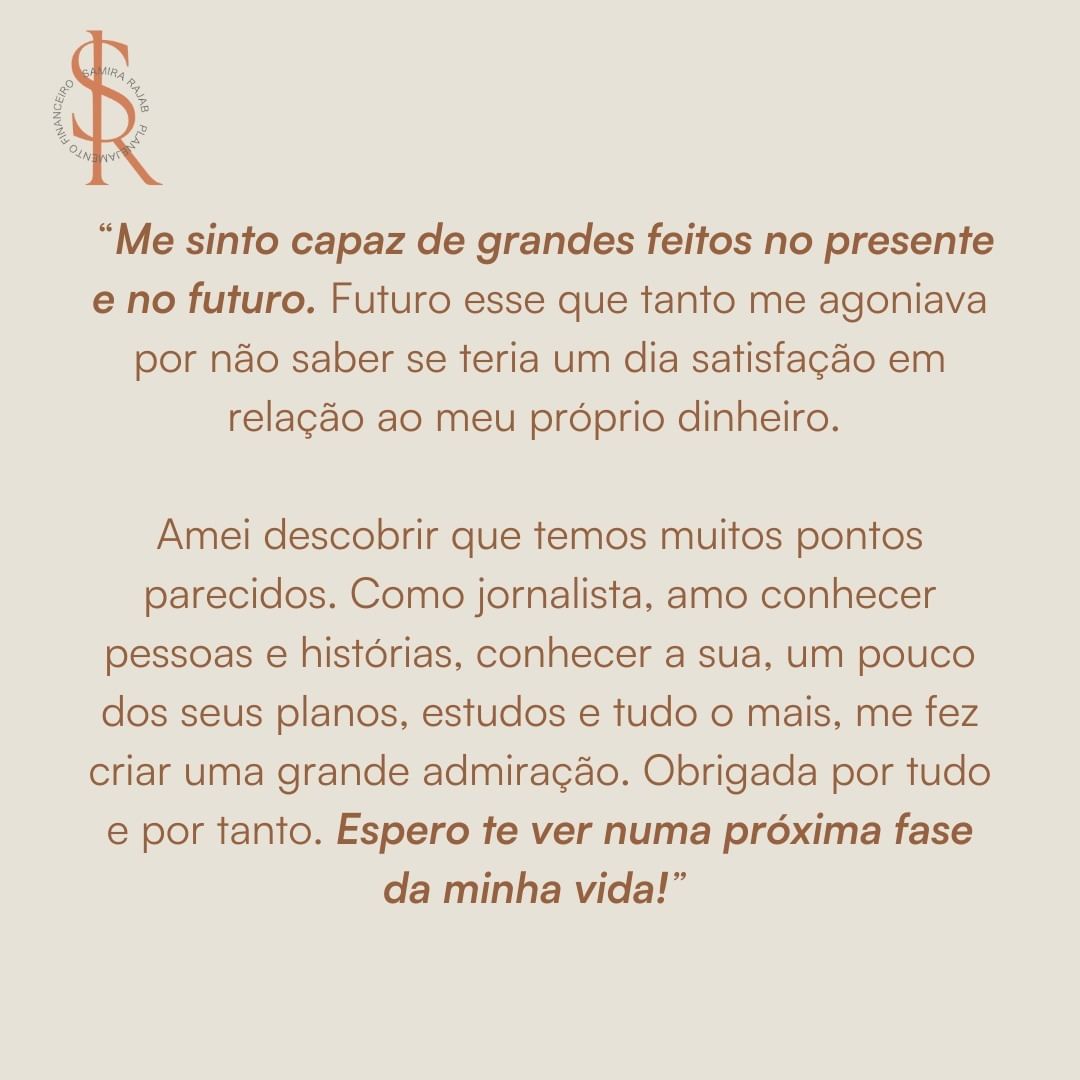 SR
SAMIRA RAJAB PLANEJAMENTO FINANCEIRO
“Me sinto capaz de grandes feitos no presente
e no futuro. Futuro esse que tanto me agoniava
por não saber se teria um dia satisfação em
relação ao meu próprio dinheiro.
Amei descobrir que temos muitos pontos
parecidos. Como jornalista, amo conhecer
pessoas e histórias, conhecer a sua, um pouco
dos seus planos, estudos e tudo o mais, me fez
criar uma grande admiração. Obrigada por tudo
e por tanto. Espero te ver numa próxima fase
da minha vida!”